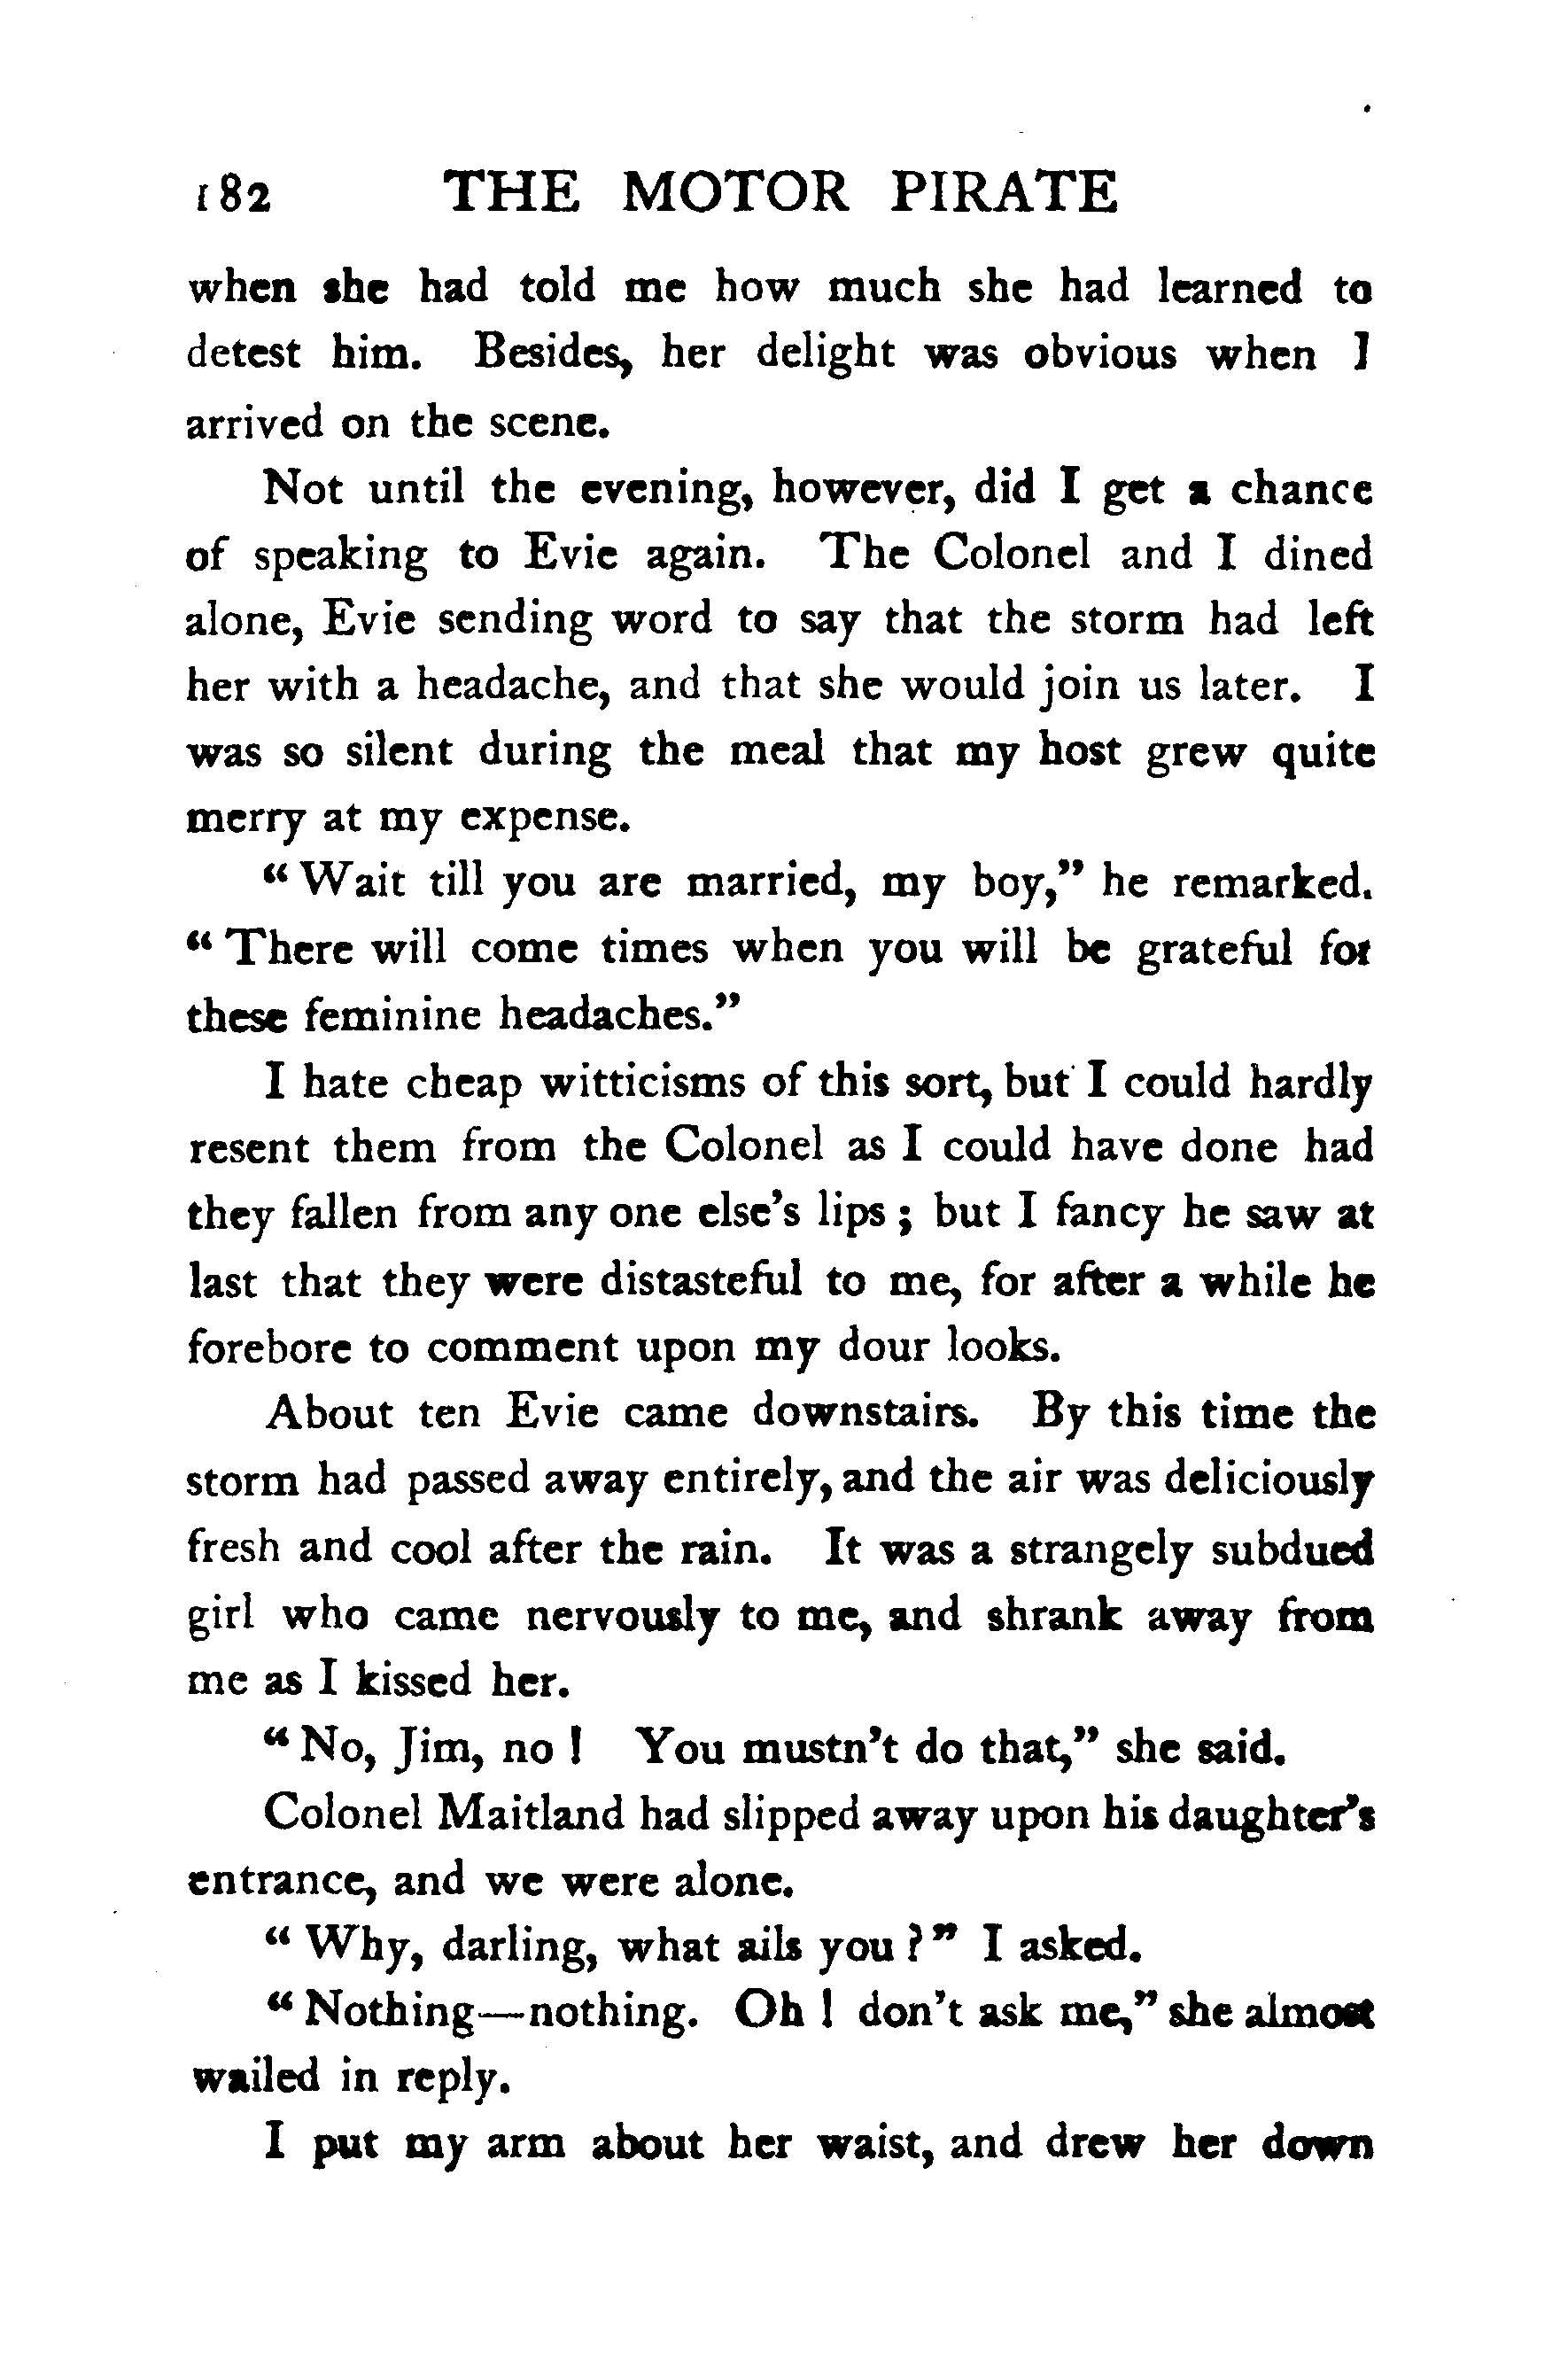 182 THE MOTOR PIRATE
when she had told me how much she had learned to
detest him. Besides, her delight was obvious when I
arrived on the scene.
Not until the evening, however, did I get a chance
of speaking to Evie again. The Colonel and I dined
alone, Evie sending word to say that the storm had left
her with a headache, and that she would join us later. I
was so silent during the meal that my host grew quite
merry at my expense.
“ Wait till you are married, my boy,” he remarked.
“ There will come times when you will be grateful for
these feminine headaches.”
I hate cheap witticisms of this sort, but I could hardly
resent them from the Colonel as I could have done had
they fallen from any one else’s lips ; but I fancy he saw at
last that they were distasteful to me, for after a while he
forebore to comment upon my dour looks.
About ten Evie came downstairs. By this time the
storm had passed away entirely, and the air was deliciously
fresh and cool after the rain. It was a strangely subdued
girl who came nervously to me, and shrank away from
me as I kissed her.
“ No, Jim, no ! You mustn’t do that,” she said.
Colonel Maitland had slipped away upon his daughter’s
entrance, and we were alone.
“ Why, darling, what ails you ? ” I asked.
“ Nothing—nothing. Oh ! don’t ask me,” she almost
wailed in reply.
I put my arm about her waist, and drew her down